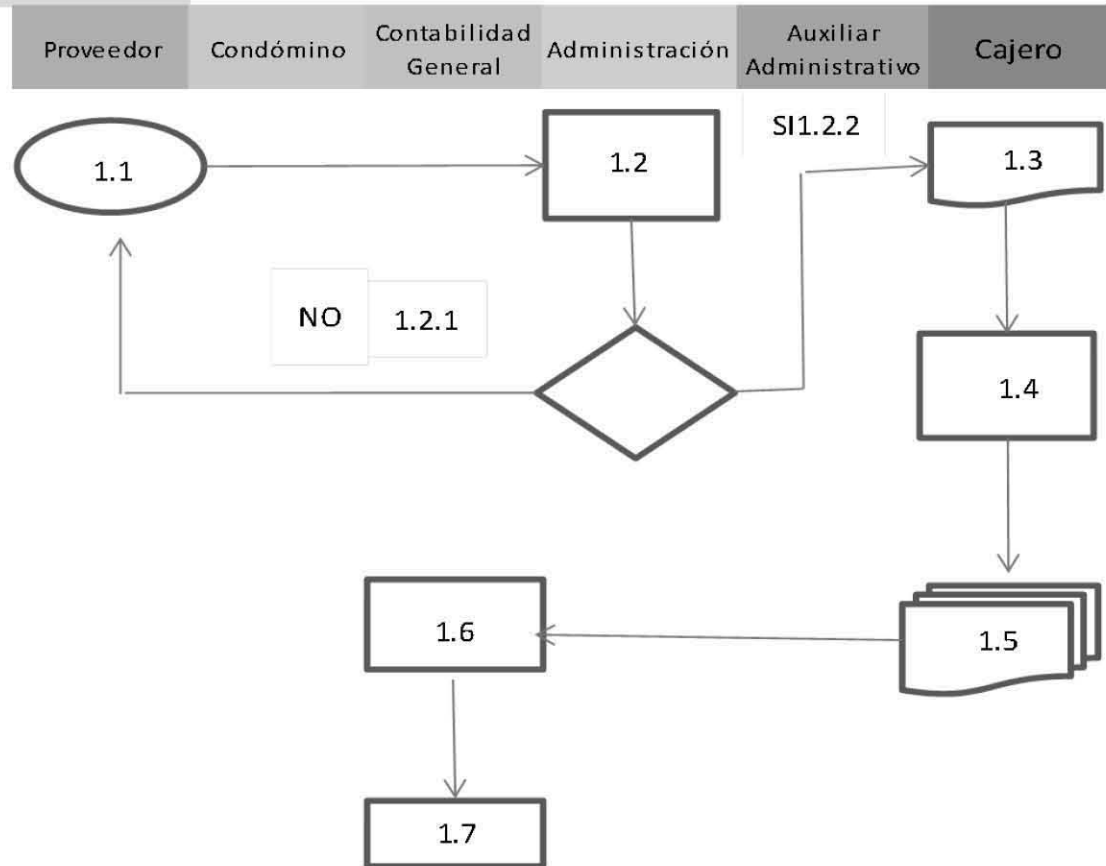 Proveedor
Condómino
Contabilidad
General
Administración
Auxiliar
Administrativo
Cajero
SI1.2.2
1.1
1.2
1.3
NO
1.2.1
1.4
1.6
1.5
1.7